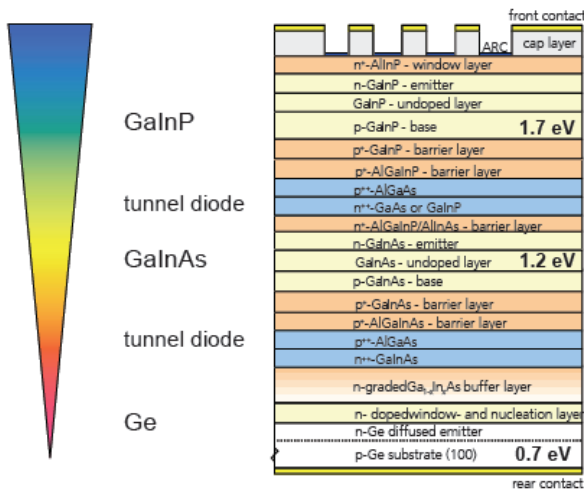 front contact
ARC
cap layer
n⁺-AlInP - window layer
n-GaInP - emitter
GaInP - undoped layer
GaInP
p-GaInP - base
1.7 eV
p⁺-GaInP - barrier layer
p⁺-AlGaInP - barrier layer
p⁺⁺-AlGaAs
tunnel diode
n⁺⁺-GaAs or GaInP
n⁺-AlGaInP/AlInAs - barrier layer
n-GaInAs - emitter
GaInAs
GaInAs - undoped layer
1.2 eV
p-GaInAs - base
p⁺-GaInAs - barrier layer
p⁺-AlGaInAs - barrier layer
tunnel diode
p⁺⁺-AlGaAs
n⁺⁺-GaInAs
n-gradedGa₁₋ₓInₓAs buffer layer
n- dopedwindow- and nucleation layer
Ge
n-Ge diffused emitter
p-Ge substrate (100)
0.7 eV
rear contact